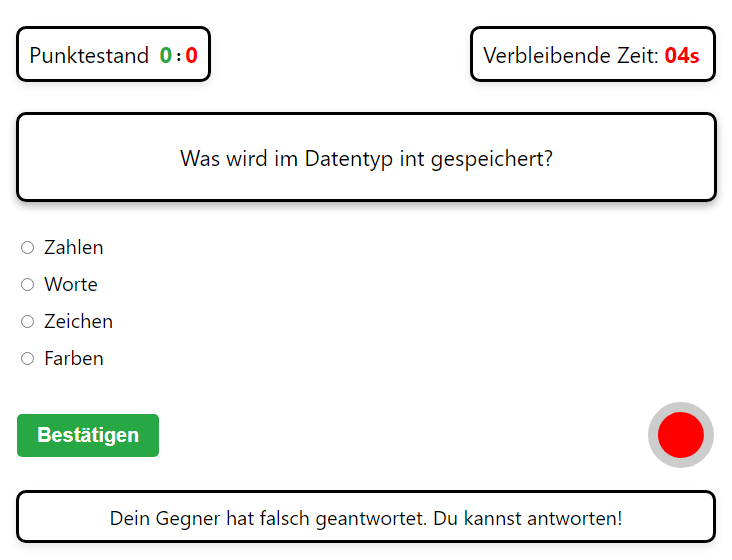 Punktestand 0:0
Verbleibende Zeit: 04s
Was wird im Datentyp int gespeichert?
Zahlen
Worte
Zeichen
Farben
Bestätigen
Dein Gegner hat falsch geantwortet. Du kannst antworten!